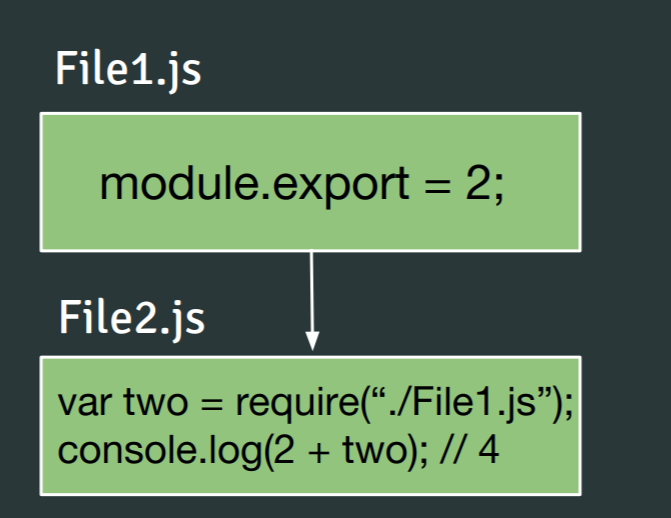 File1.js
module.export = 2;
File2.js
var two = require(“./File1.js”);
console.log(2 + two); // 4